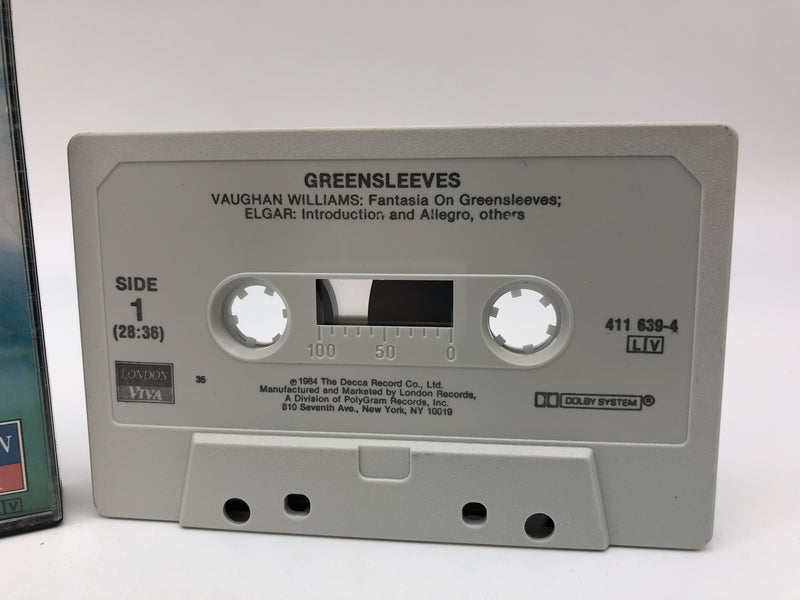 GREENSLEEVES
VAUGHAN WILLIAMS: Fantasia On Greensleeves;
ELGAR: Introduction and Allegro, others
SIDE
1
(28:36)
100 50 0
411 639-4
LV
LONDON
VIVA
35
℗1984 The Decca Record Co., Ltd.
Manufactured and Marketed by London Records,
A Division of PolyGram Records, Inc.
810 Seventh Ave., New York, NY 10019
DOLBY SYSTEM®
N
V